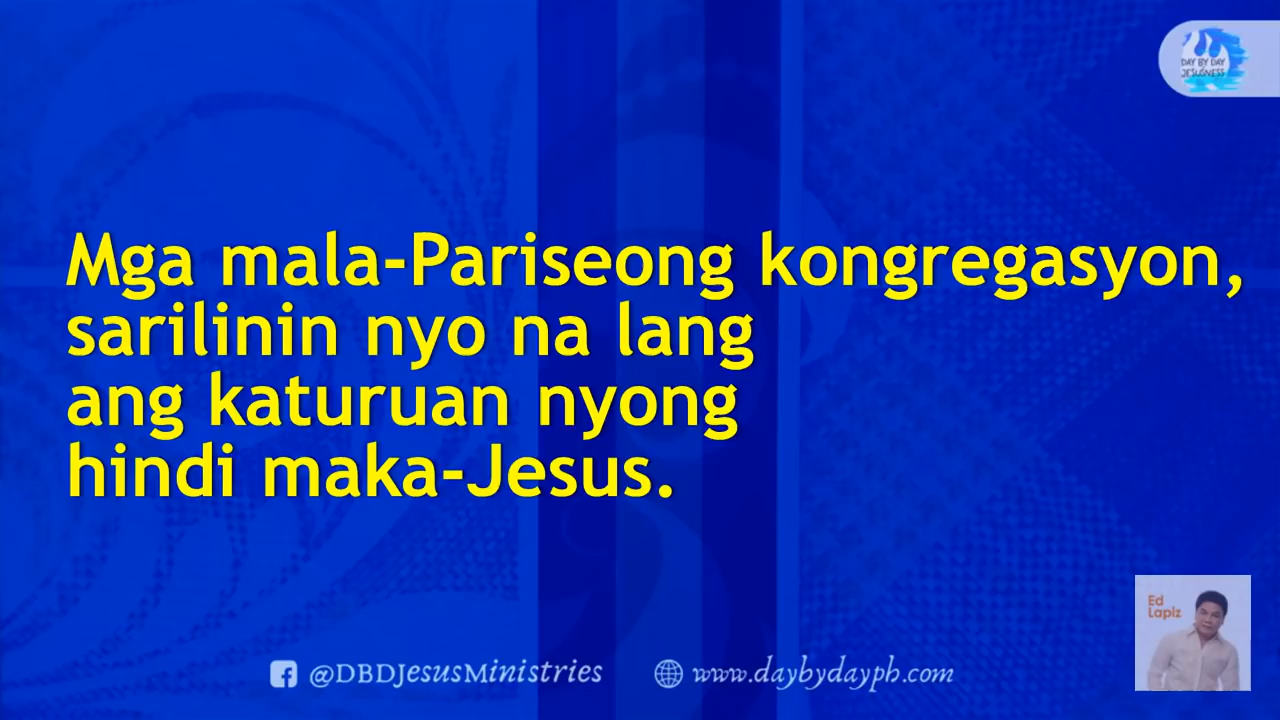 DAY BY DAY
JESUSNESS
Mga mala-Pariseong kongregasyon,
sarilinin nyo na lang
ang katuruan nyong
hindi maka-Jesus.
Ed
Lapiz
@DBDJesusMinistries
www.daybydayph.com